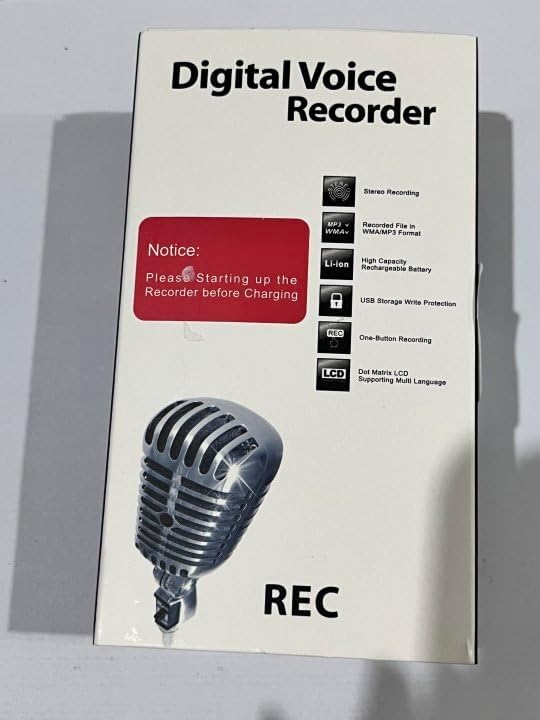 Digital Voice
Recorder
STEREO
Stereo Recording
MP3
WMA
Recorded File In
WMA/MP3 Format
Li-ion
High Capacity
Rechargeable Battery
USB Storage Write Protection
REC
One-Button Recording
LCD
Dot Matrix LCD
Supporting Multi Language
Notice:
Please Starting up the
Recorder before Charging
REC